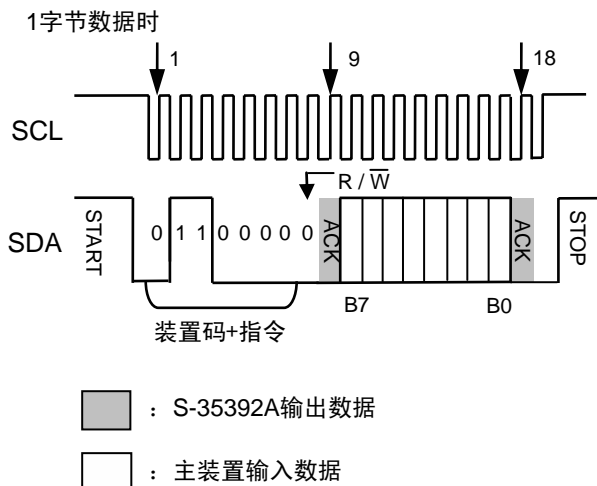 1字节数据时
1 9 18
SCL
R / W̅
SDA START 0 1 1 0 0 0 0 0 ACK ACK STOP
B7 B0
装置码+指令
：S-35392A输出数据
：主装置输入数据